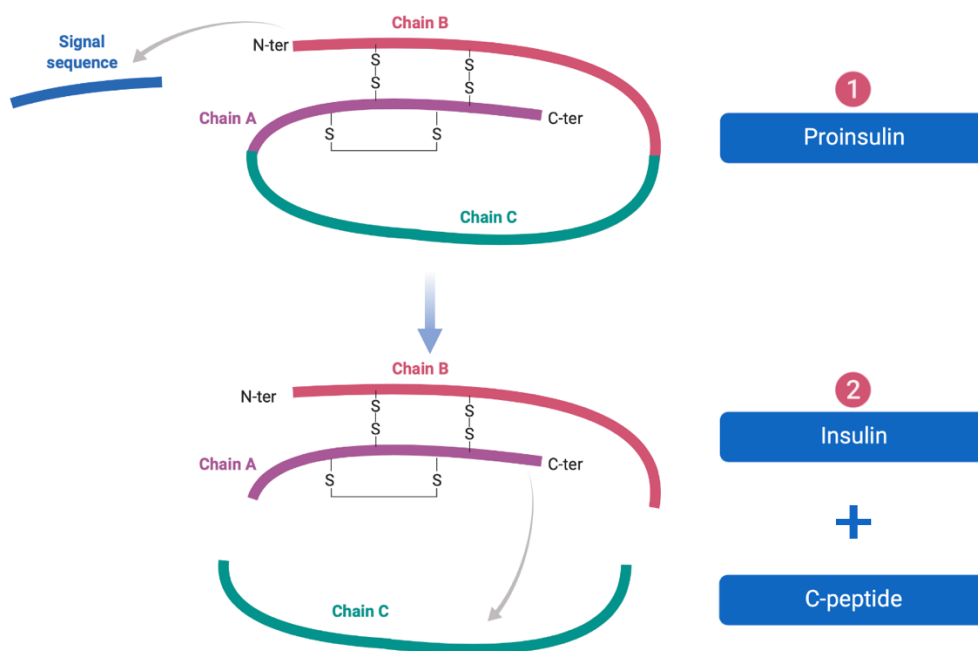 Chain B
Signal
sequence
N-ter
S
S
S
S
Chain A
C-ter
S
S
Chain C
1
Proinsulin
Chain B
N-ter
S
S
S
S
Chain A
C-ter
S
S
Chain C
2
Insulin
+
C-peptide